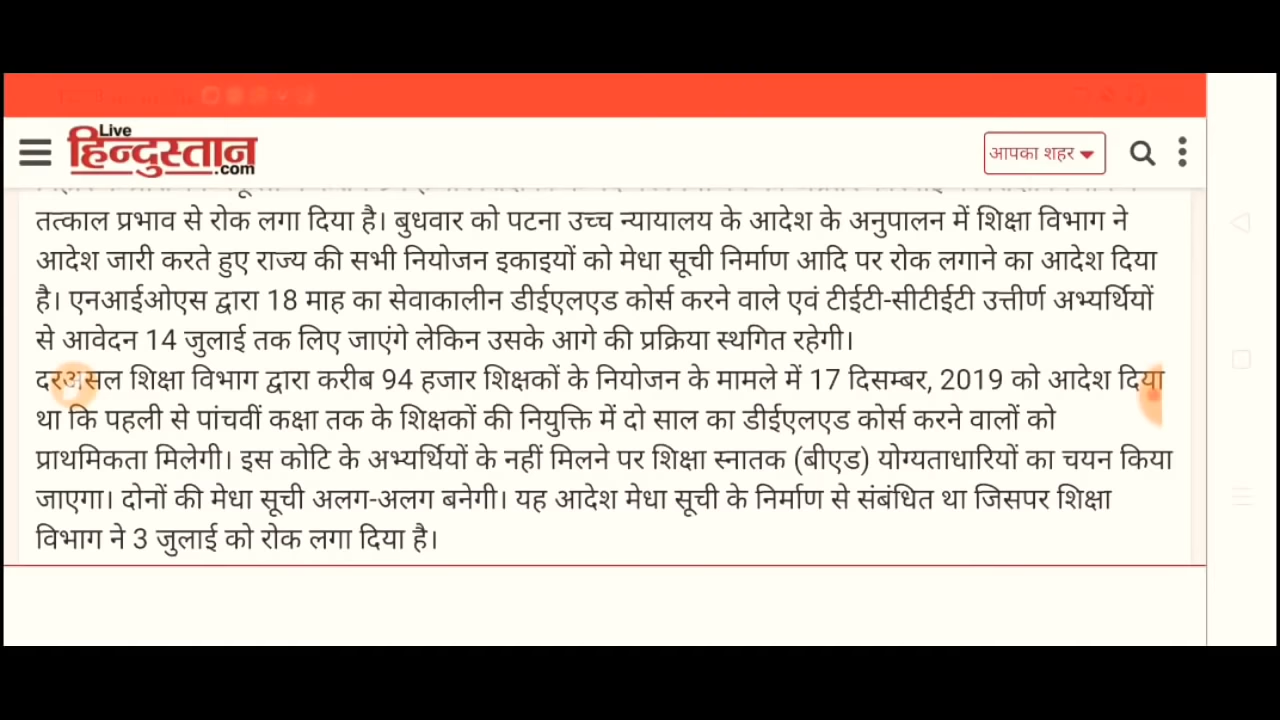 Live
हिन्दुस्तान
.com
आपका शहर
तत्काल प्रभाव से रोक लगा दिया है। बुधवार को पटना उच्च न्यायालय के आदेश के अनुपालन में शिक्षा विभाग ने
आदेश जारी करते हुए राज्य की सभी नियोजन इकाइयों को मेधा सूची निर्माण आदि पर रोक लगाने का आदेश दिया
है। एनआईओएस द्वारा 18 माह का सेवाकालीन डीईएलएड कोर्स करने वाले एवं टीईटी-सीटीईटी उत्तीर्ण अभ्यर्थियों
से आवेदन 14 जुलाई तक लिए जाएंगे लेकिन उसके आगे की प्रक्रिया स्थगित रहेगी।
दरअसल शिक्षा विभाग द्वारा करीब 94 हजार शिक्षकों के नियोजन के मामले में 17 दिसम्बर, 2019 को आदेश दिया
था कि पहली से पांचवीं कक्षा तक के शिक्षकों की नियुक्ति में दो साल का डीईएलएड कोर्स करने वालों को
प्राथमिकता मिलेगी। इस कोटि के अभ्यर्थियों के नहीं मिलने पर शिक्षा स्नातक (बीएड) योग्यताधारियों का चयन किया
जाएगा। दोनों की मेधा सूची अलग-अलग बनेगी। यह आदेश मेधा सूची के निर्माण से संबंधित था जिसपर शिक्षा
विभाग ने 3 जुलाई को रोक लगा दिया है।